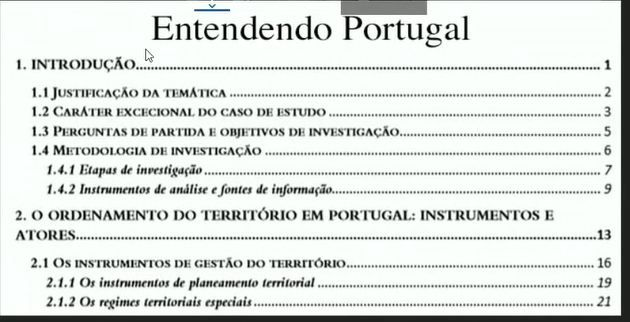 Entendendo Portugal
1. INTRODUÇÃO 1
1.1 JUSTIFICAÇÃO DA TEMÁTICA 2
1.2 CARÁTER EXCECIONAL DO CASO DE ESTUDO 3
1.3 PERGUNTAS DE PARTIDA E OBJETIVOS DE INVESTIGAÇÃO 5
1.4 METODOLOGIA DE INVESTIGAÇÃO 6
1.4.1 Etapas de investigação 7
1.4.2 Instrumentos de análise e fontes de informação 9
2. O ORDENAMENTO DO TERRITÓRIO EM PORTUGAL: INSTRUMENTOS E
ATORES 13
2.1 OS INSTRUMENTOS DE GESTÃO DO TERRITÓRIO 16
2.1.1 Os instrumentos de planeamento territorial 19
2.1.2 Os regimes territoriais especiais 21